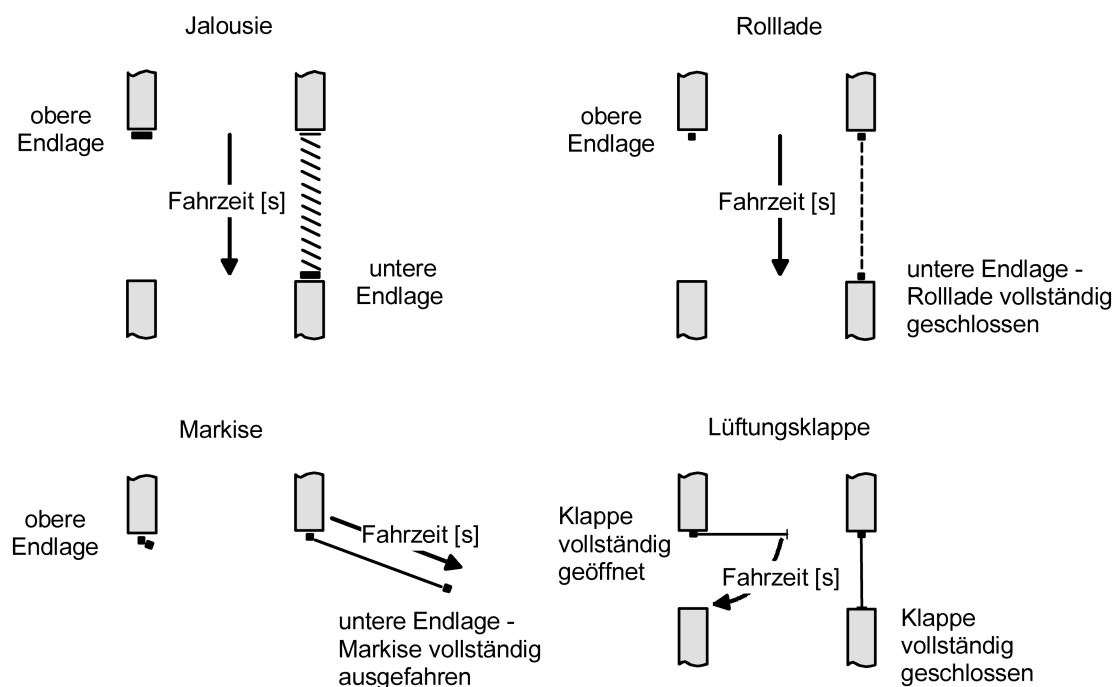 Jalousie
obere
Endlage
Fahrzeit [s]
untere
Endlage
Rolllade
obere
Endlage
Fahrzeit [s]
untere Endlage -
Rolllade vollständig
geschlossen
Markise
obere
Endlage
Fahrzeit [s]
untere Endlage -
Markise vollständig
ausgefahren
Lüftungsklappe
Klappe
vollständig
geöffnet
Fahrzeit [s]
Klappe
vollständig
geschlossen